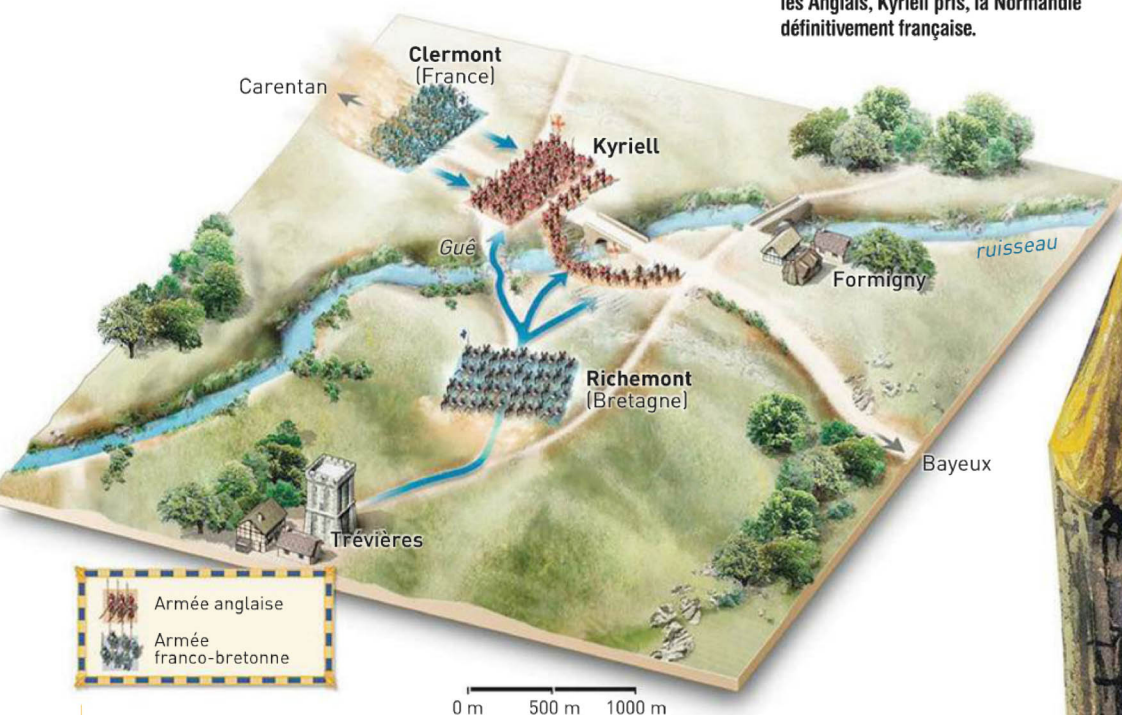 les Anglais, Kyriell pris, la Normandie
définitivement française.
Clermont
(France)
Carentan
Kyriell
Guê
ruisseau
Formigny
Richemont
(Bretagne)
Bayeux
Trévières
Armée anglaise
Armée
franco-bretonne
0 m 500 m 1000 m